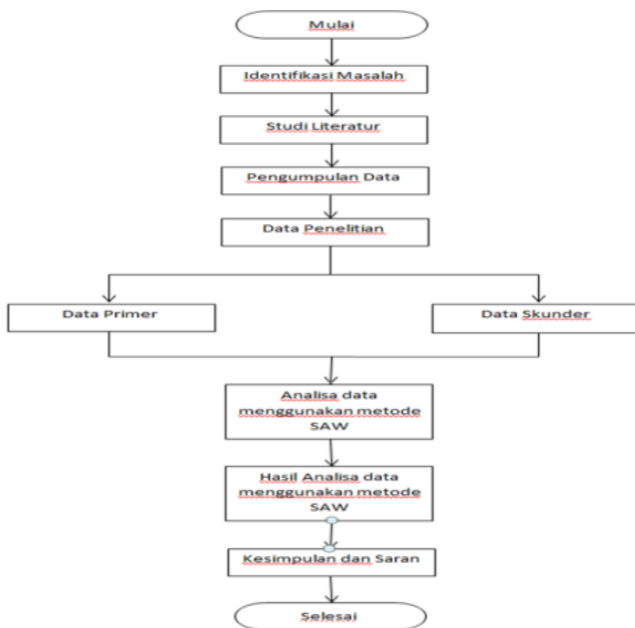 Mulai
Identifikasi Masalah
Studi Literatur
Pengumpulan Data
Data Penelitian
Data Primer
Data Skunder
Analisa data
menggunakan metode
SAW
Hasil Analisa data
menggunakan metode
SAW
Kesimpulan dan Saran
Selesai